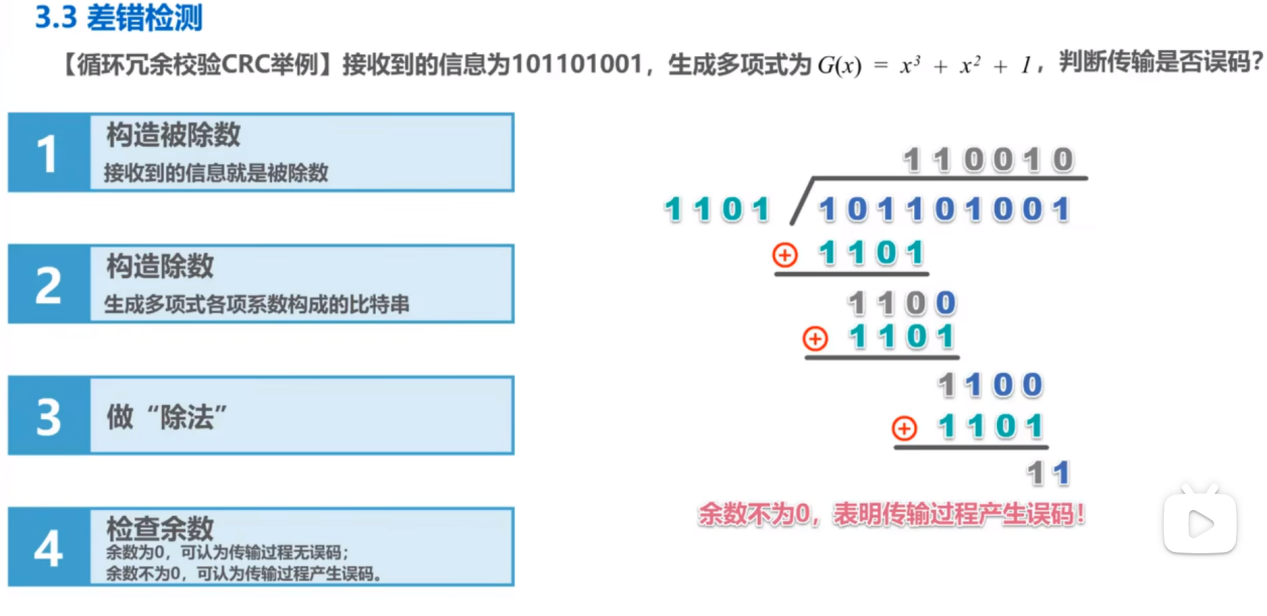 3.3 差错检测
【循环冗余校验CRC举例】接收到的信息为101101001，生成多项式为 G(x) = x³ + x² + 1，判断传输是否误码？
1 构造被除数
接收到的信息就是被除数
2 构造除数
生成多项式各项系数构成的比特串
3 做“除法”
4 检查余数
余数为0，可认为传输过程无误码；
余数不为0，可认为传输过程产生误码。
110010
1101 101101001
⊕ 1101
1100
⊕ 1101
1100
⊕ 1101
11
余数不为0，表明传输过程产生误码！